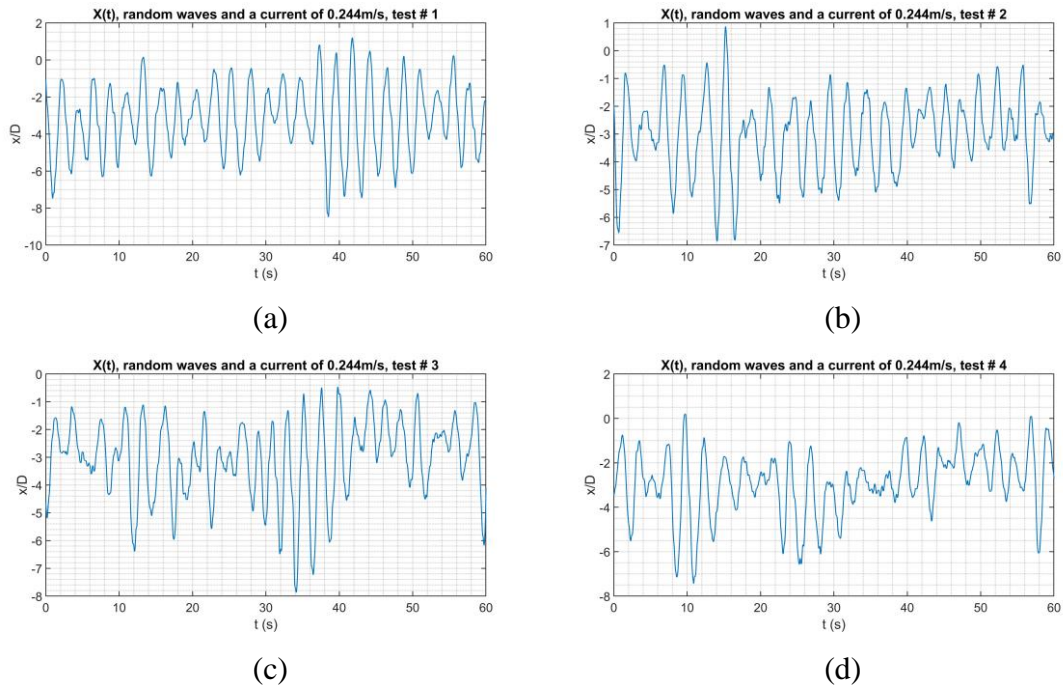 X(t), random waves and a current of 0.244m/s, test # 1
2
0
-2
-4
-6
-8
-10
x/D
0 10 20 30 40 50 60
t (s)
(a)
X(t), random waves and a current of 0.244m/s, test # 2
1
0
-1
-2
-3
-4
-5
-6
-7
x/D
0 10 20 30 40 50 60
t (s)
(b)
X(t), random waves and a current of 0.244m/s, test # 3
0
-1
-2
-3
-4
-5
-6
-7
-8
x/D
0 10 20 30 40 50 60
t (s)
(c)
X(t), random waves and a current of 0.244m/s, test # 4
2
0
-2
-4
-6
-8
x/D
0 10 20 30 40 50 60
t (s)
(d)